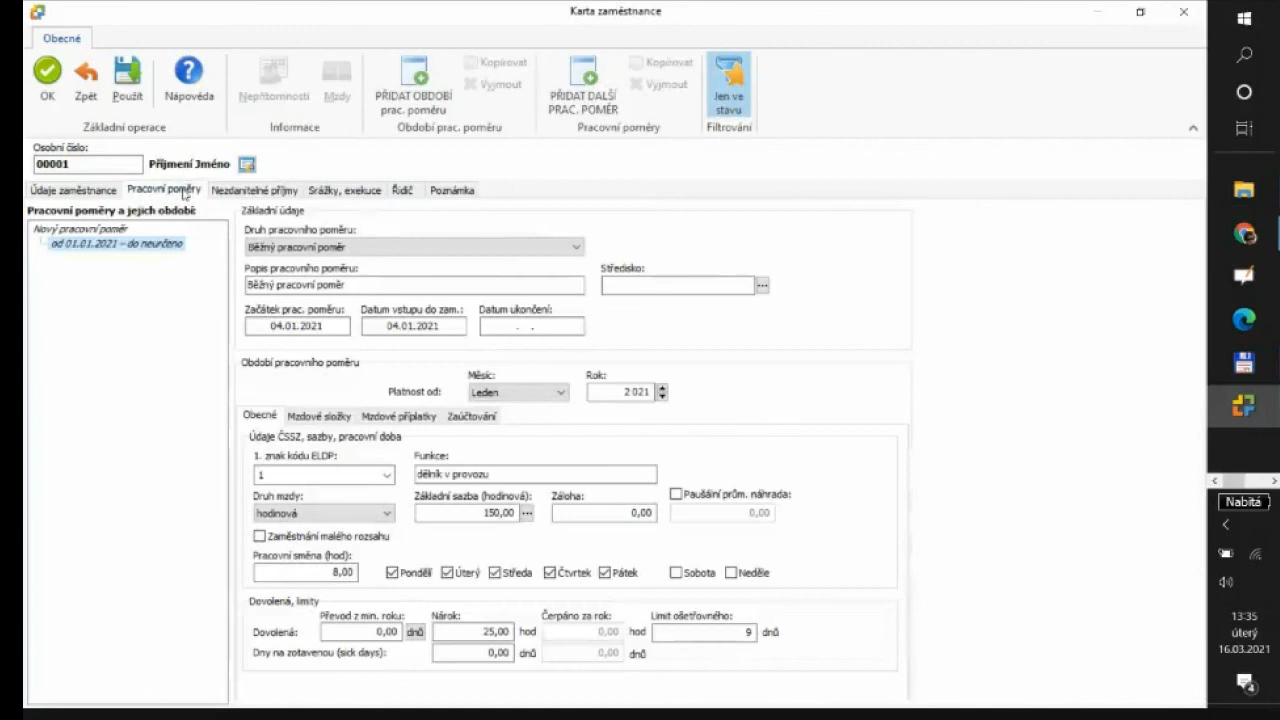 Karta zaměstnance
Obecné
OK
Zpět
Použít
Nápověda
Nepřítomnosti
Mzdy
PŘIDAT OBDOBÍ
prac. poměru
Kopírovat
Vyjmout
PŘIDAT DALŠÍ
PRAC. POMĚR
Kopírovat
Vyjmout
Jen ve
stavu
Základní operace
Informace
Období prac. poměru
Pracovní poměry
Filtrování
Osobní číslo:
00001 Příjmení Jméno
Údaje zaměstnance Pracovní poměry Nezdanitelné příjmy Srážky, exekuce Řidič Poznámka
Pracovní poměry a jejich období:
Nový pracovní poměr
od 01.01.2021 – do neurčeno
Základní údaje
Druh pracovního poměru:
Běžný pracovní poměr
Popis pracovního poměru: Středisko:
Běžný pracovní poměr
Začátek prac. poměru: Datum vstupu do zam.: Datum ukončení:
04.01.2021 04.01.2021 . .
Období pracovního poměru
Měsíc: Rok:
Platnost od: Leden 2 021
Obecné Mzdové složky Mzdové příplatky Zaúčtování
Údaje ČSSZ, sazby, pracovní doba
1. znak kódu ELDP: Funkce:
1 dělník v provozu
Druh mzdy: Základní sazba (hodinová): Záloha: Paušální prům. náhrada:
hodinová 150,00 ... 0,00 0,00
Zaměstnání malého rozsahu
Pracovní směna (hod):
8,00 Pondělí Úterý Středa Čtvrtek Pátek Sobota Neděle
Dovolená, limity
Převod z min. roku: Nárok: Čerpáno za rok: Limit ošetřovného:
Dovolená: 0,00 dnů 25,00 hod 0,00 hod 9 dnů
Dny na zotavenou (sick days): 0,00 dnů 0,00 dnů
Nabitá
13:35
úterý
16.03.2021
4